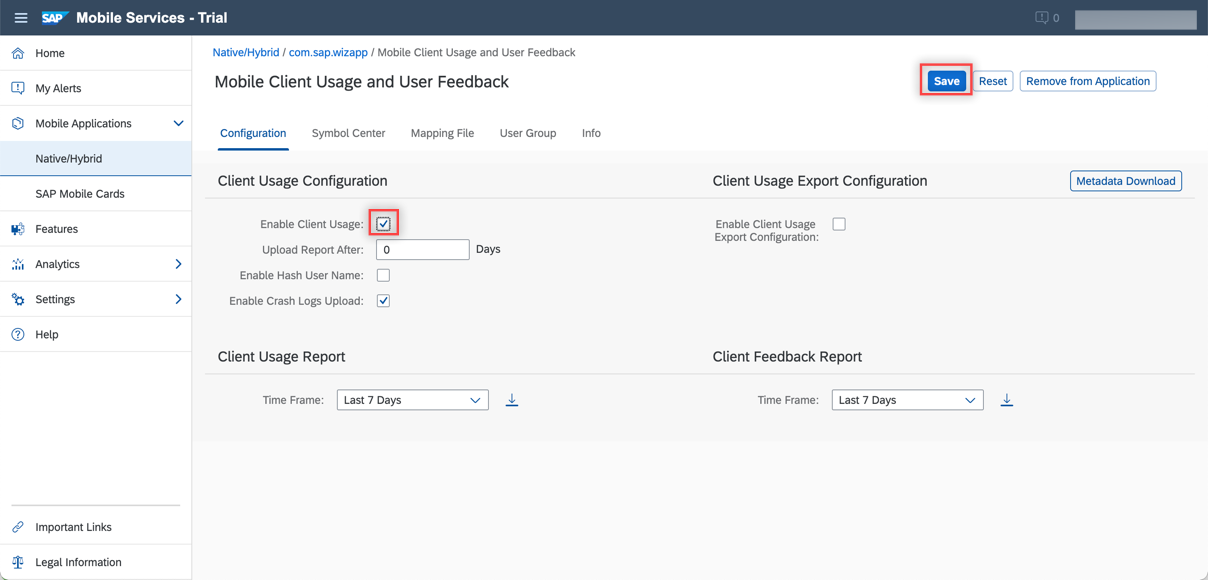 SAP Mobile Services - Trial
0
Home
My Alerts
Mobile Applications
Native/Hybrid
SAP Mobile Cards
Features
Analytics
Settings
Help
Important Links
Legal Information
Native/Hybrid / com.sap.wizapp / Mobile Client Usage and User Feedback
Mobile Client Usage and User Feedback
Save
Reset
Remove from Application
Configuration
Symbol Center
Mapping File
User Group
Info
Client Usage Configuration
Enable Client Usage:
Upload Report After: 0 Days
Enable Hash User Name:
Enable Crash Logs Upload:
Client Usage Export Configuration
Metadata Download
Enable Client Usage
Export Configuration:
Client Usage Report
Time Frame: Last 7 Days
Client Feedback Report
Time Frame: Last 7 Days